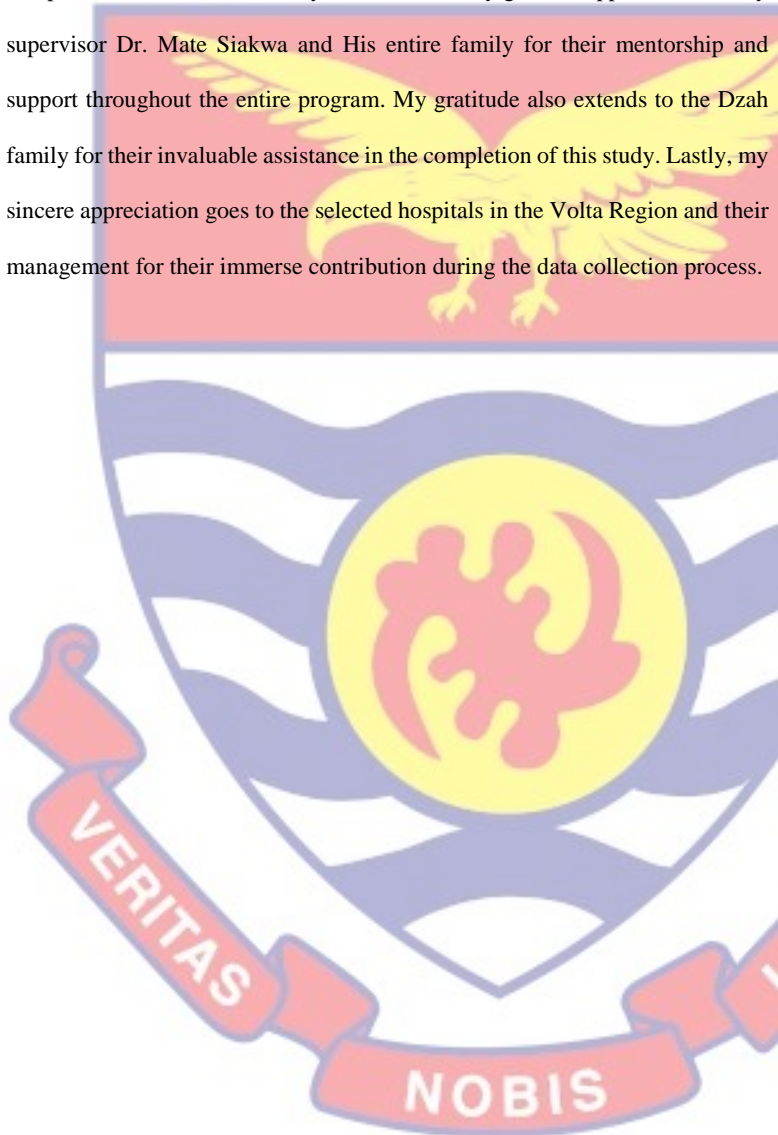 supervisor Dr. Mate Siakwa and His entire family for their mentorship and
support throughout the entire program. My gratitude also extends to the Dzah
family for their invaluable assistance in the completion of this study. Lastly, my
sincere appreciation goes to the selected hospitals in the Volta Region and their
management for their immerse contribution during the data collection process.
VERITAS
NOBIS